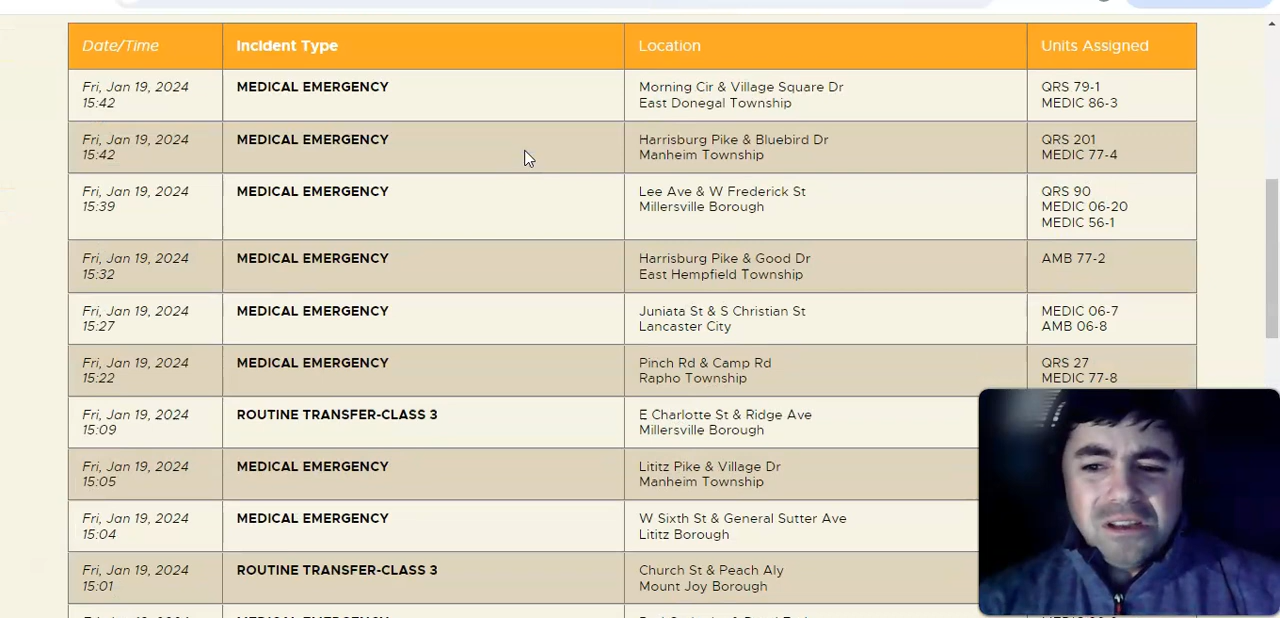 Date/Time Incident Type Location Units Assigned
Fri, Jan 19, 2024 MEDICAL EMERGENCY Morning Cir & Village Square Dr QRS 79-1
15:42 East Donegal Township MEDIC 86-3
Fri, Jan 19, 2024 MEDICAL EMERGENCY Harrisburg Pike & Bluebird Dr QRS 201
15:42 Manheim Township MEDIC 77-4
Fri, Jan 19, 2024 MEDICAL EMERGENCY Lee Ave & W Frederick St QRS 90
15:39 Millersville Borough MEDIC 06-20
MEDIC 56-1
Fri, Jan 19, 2024 MEDICAL EMERGENCY Harrisburg Pike & Good Dr AMB 77-2
15:32 East Hempfield Township
Fri, Jan 19, 2024 MEDICAL EMERGENCY Juniata St & S Christian St MEDIC 06-7
15:27 Lancaster City AMB 06-8
Fri, Jan 19, 2024 MEDICAL EMERGENCY Pinch Rd & Camp Rd QRS 27
15:22 Rapho Township MEDIC 77-8
Fri, Jan 19, 2024 ROUTINE TRANSFER-CLASS 3 E Charlotte St & Ridge Ave
15:09 Millersville Borough
Fri, Jan 19, 2024 MEDICAL EMERGENCY Lititz Pike & Village Dr
15:05 Manheim Township
Fri, Jan 19, 2024 MEDICAL EMERGENCY W Sixth St & General Sutter Ave
15:04 Lititz Borough
Fri, Jan 19, 2024 ROUTINE TRANSFER-CLASS 3 Church St & Peach Aly
15:01 Mount Joy Borough